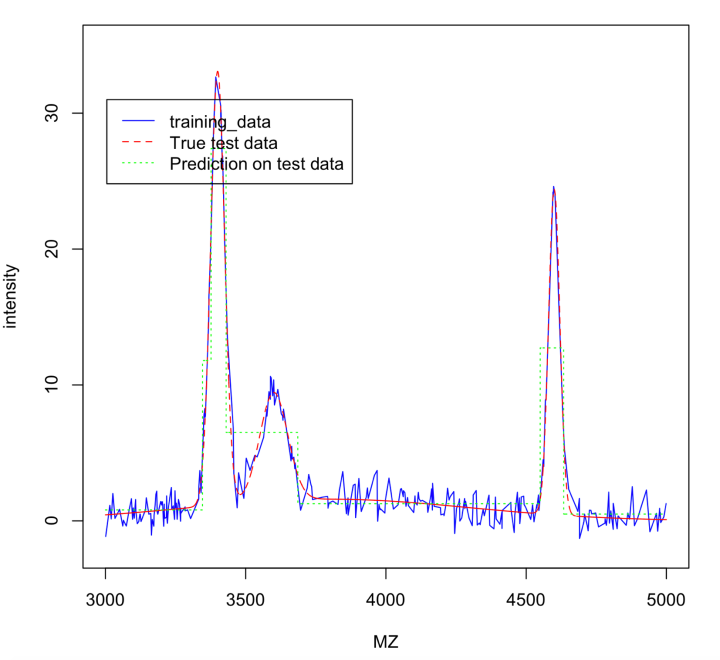 training_data
True test data
Prediction on test data
intensity
30
20
10
0
3000
3500
4000
4500
5000
MZ